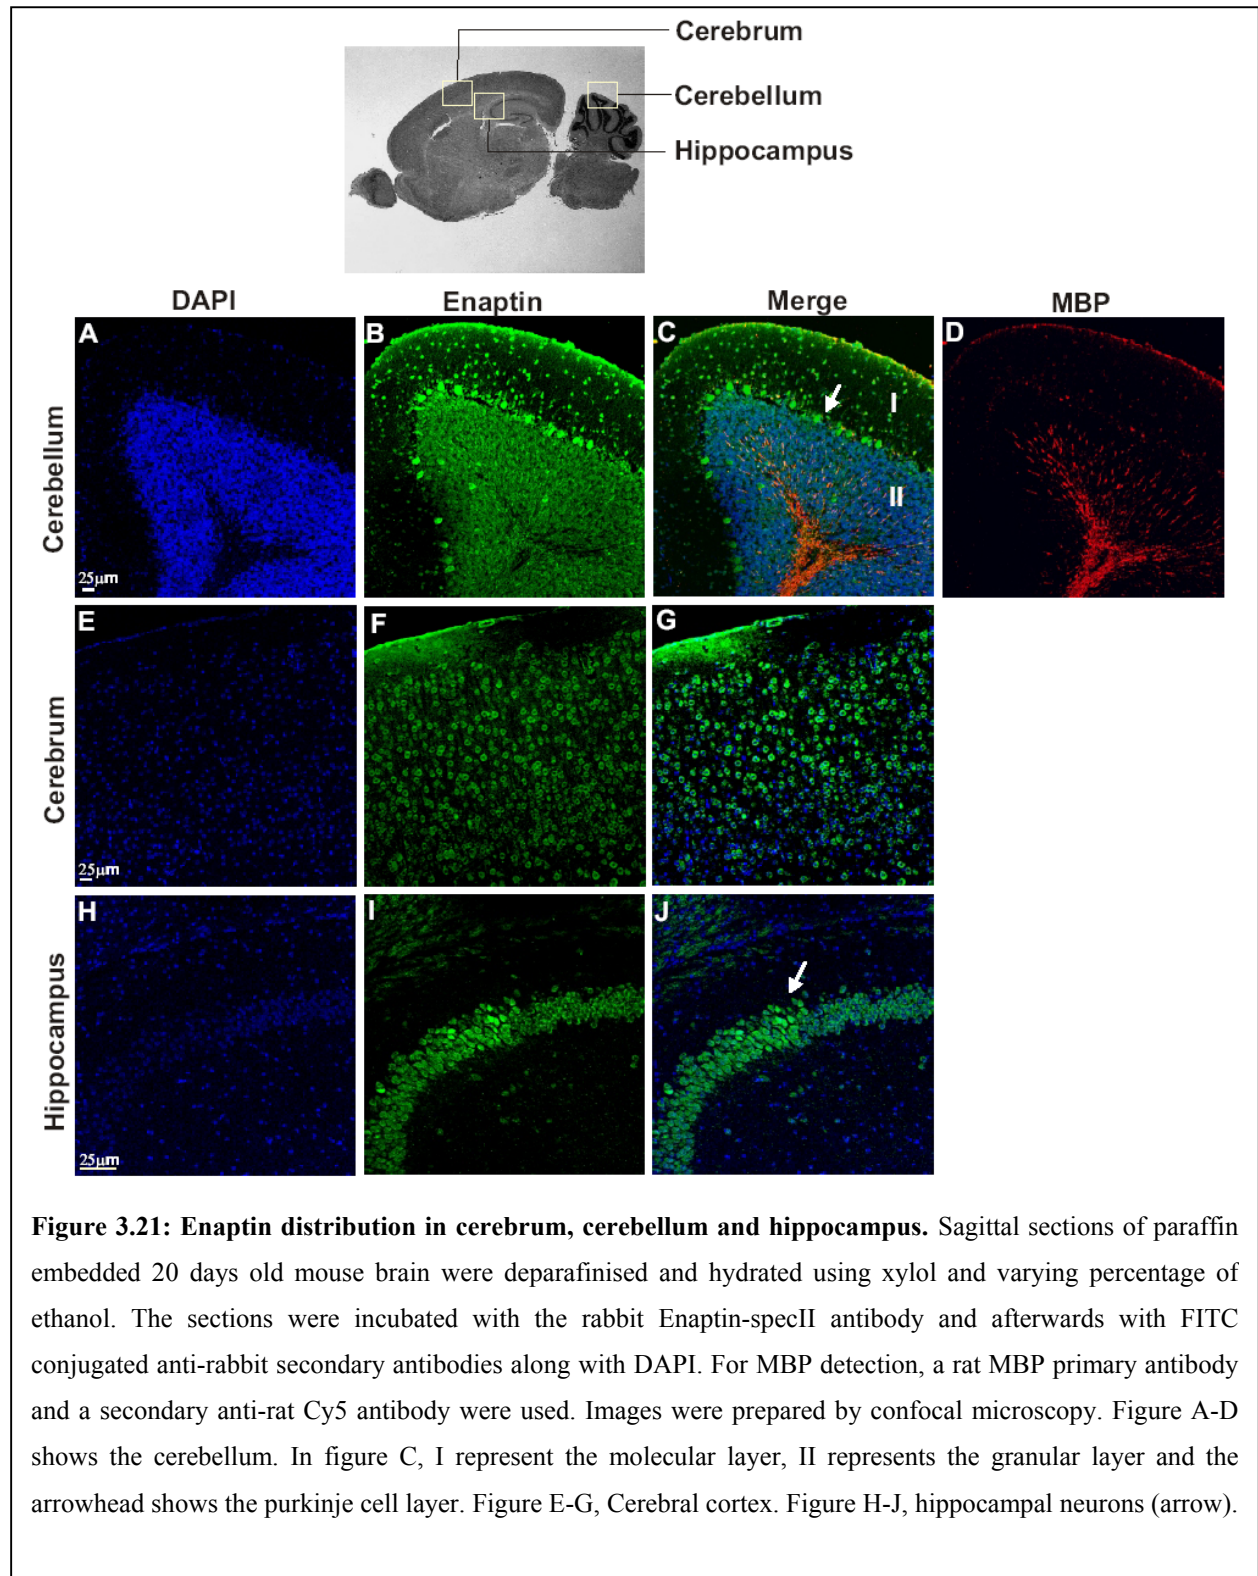 Cerebrum
Cerebellum
Hippocampus
DAPI Enaptin Merge MBP
Cerebellum
A B C D
I
II
25μm
Cerebrum
E F G
25μm
Hippocampus
H I J
25μm
Figure 3.21: Enaptin distribution in cerebrum, cerebellum and hippocampus. Sagittal sections of paraffin
embedded 20 days old mouse brain were deparafinised and hydrated using xylol and varying percentage of
ethanol. The sections were incubated with the rabbit Enaptin-specII antibody and afterwards with FITC
conjugated anti-rabbit secondary antibodies along with DAPI. For MBP detection, a rat MBP primary antibody
and a secondary anti-rat Cy5 antibody were used. Images were prepared by confocal microscopy. Figure A-D
shows the cerebellum. In figure C, I represent the molecular layer, II represents the granular layer and the
arrowhead shows the purkinje cell layer. Figure E-G, Cerebral cortex. Figure H-J, hippocampal neurons (arrow).